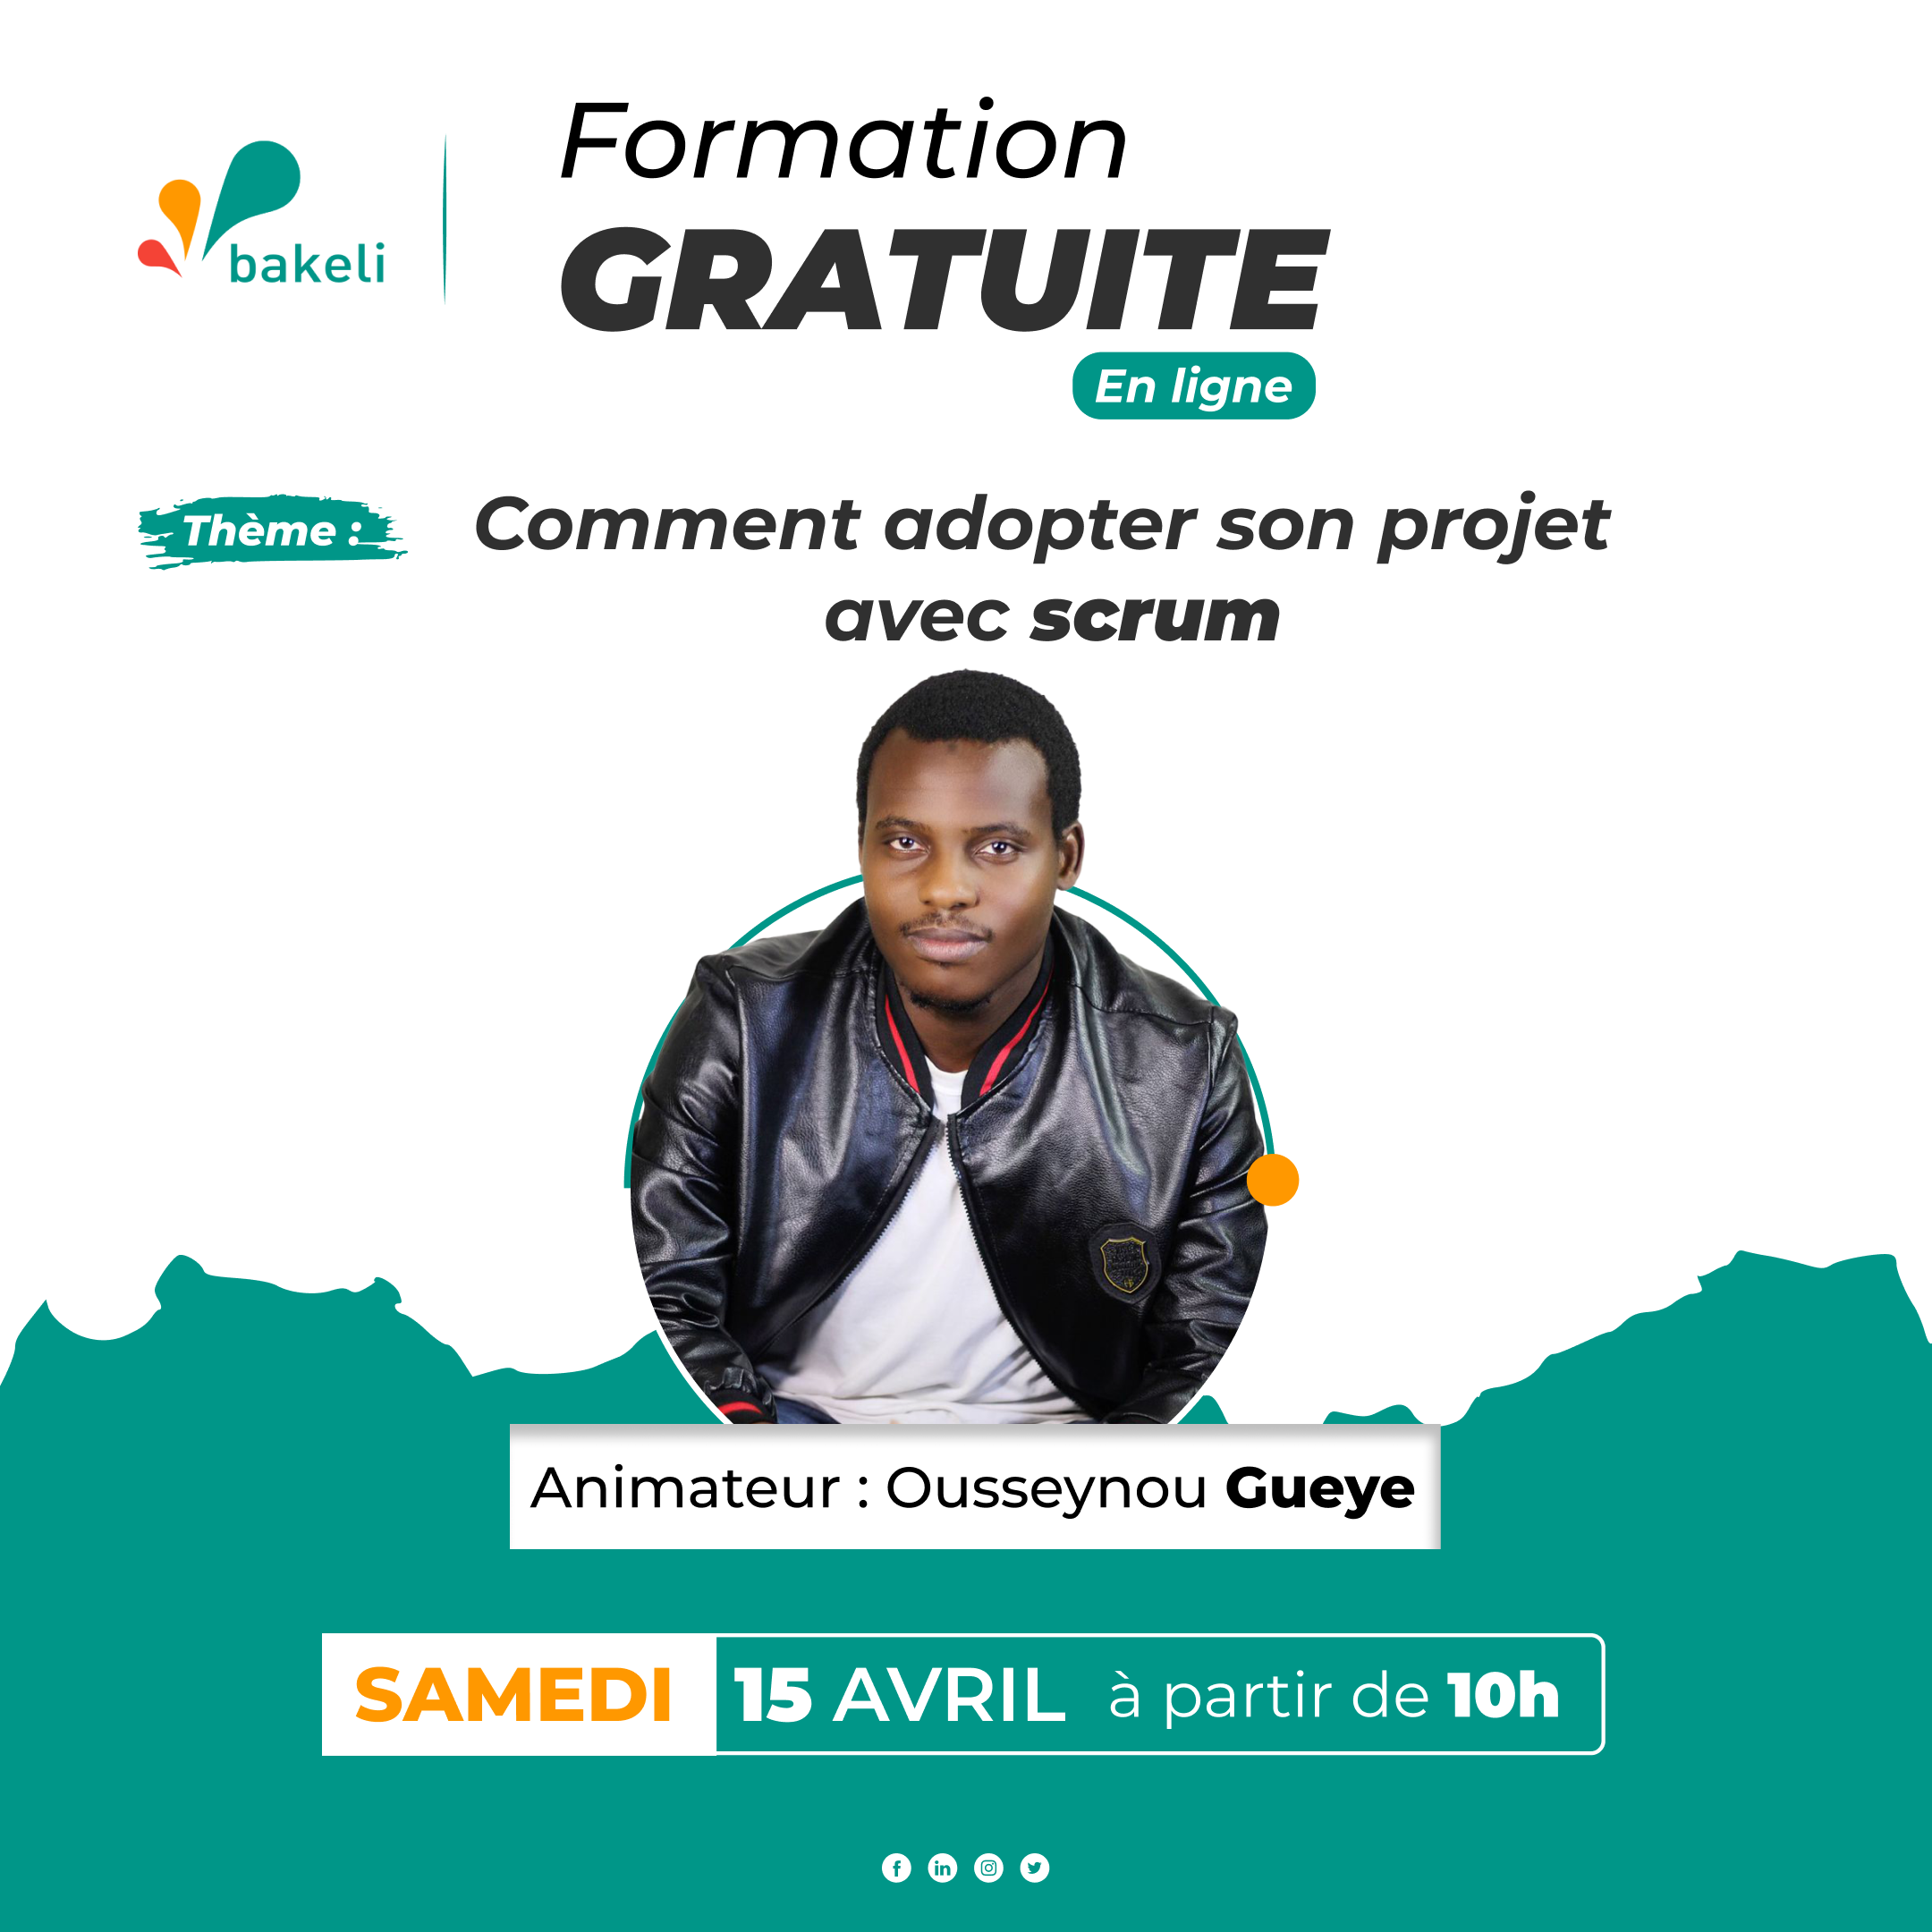 bakeli
Formation
GRATUITE
En ligne
Thème :
Comment adopter son projet
avec scrum
Animateur : Ousseynou Gueye
SAMEDI 15 AVRIL à partir de 10h